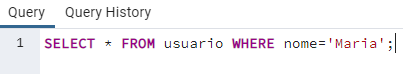 Query Query History
1 SELECT * FROM usuario WHERE nome='Maria';